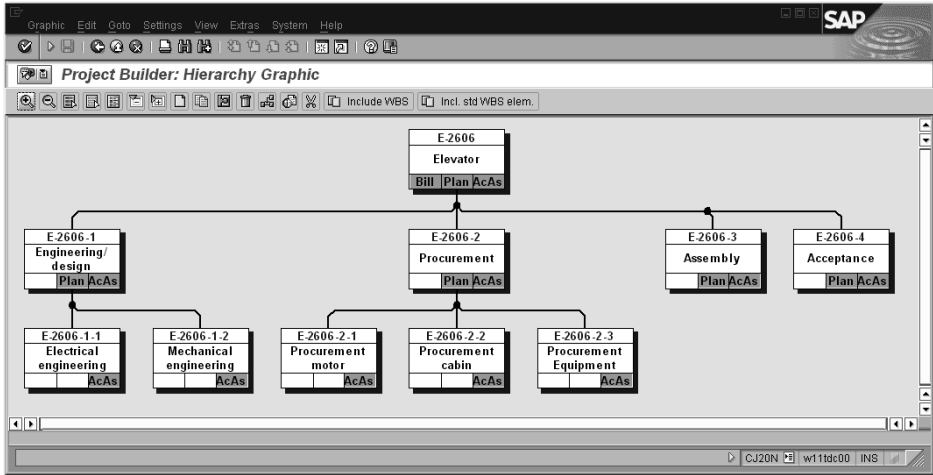 Graphic Edit Goto Settings View Extras System Help
SAP
Project Builder: Hierarchy Graphic
Include WBS Incl. std WBS elem.
E-2606
Elevator
Bill Plan AcAs
E-2606-1 E-2606-2 E-2606-3 E-2606-4
Engineering/
design Procurement Assembly Acceptance
Plan AcAs Plan AcAs Plan AcAs Plan AcAs
E-2606-1-1 E-2606-1-2 E-2606-2-1 E-2606-2-2 E-2606-2-3
Electrical Mechanical Procurement Procurement Procurement
engineering engineering motor cabin Equipment
AcAs AcAs AcAs AcAs AcAs
CJ20N w11tdc00 INS